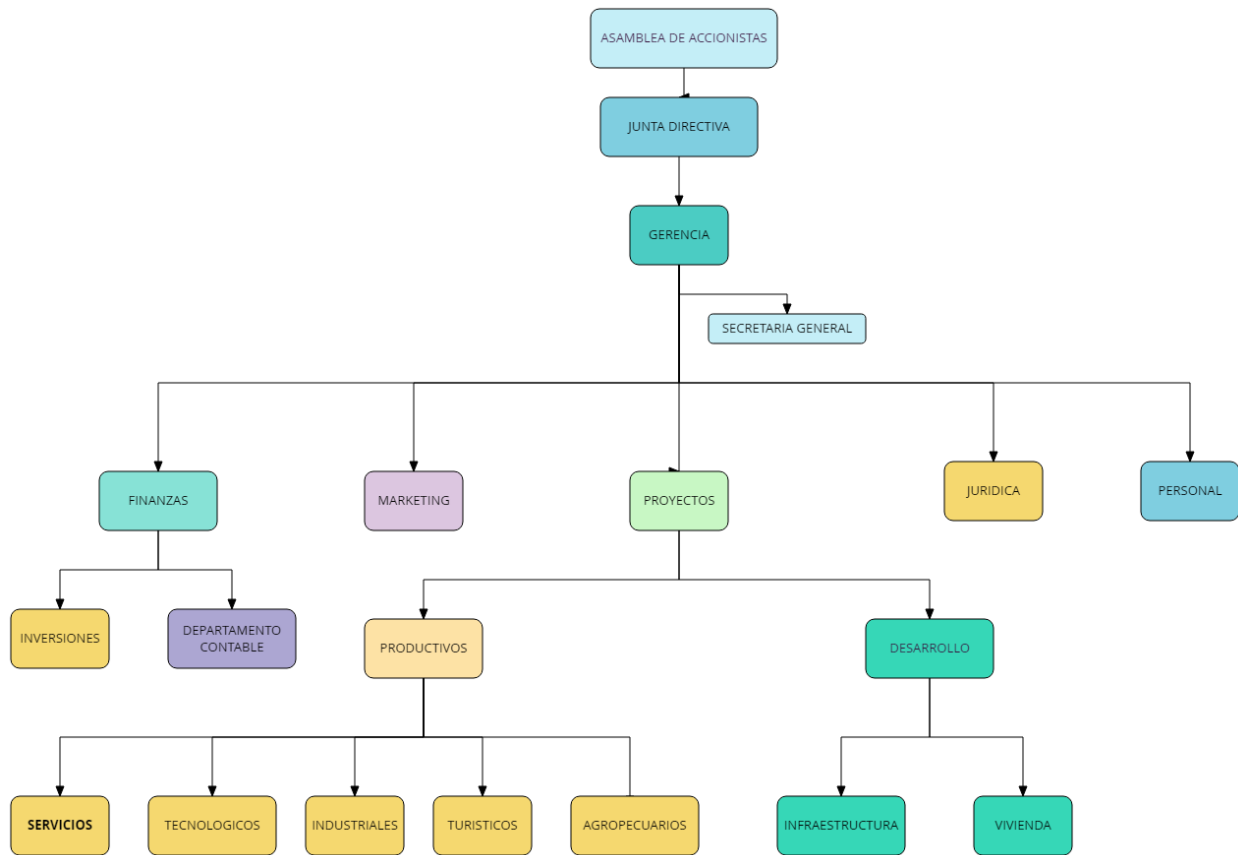 ASAMBLEA DE ACCIONISTAS
JUNTA DIRECTIVA
GERENCIA
SECRETARIA GENERAL
FINANZAS
MARKETING
PROYECTOS
JURIDICA
PERSONAL
INVERSIONES
DEPARTAMENTO
CONTABLE
PRODUCTIVOS
DESARROLLO
SERVICIOS
TECNOLOGICOS
INDUSTRIALES
TURISTICOS
AGROPECUARIOS
INFRAESTRUCTURA
VIVIENDA